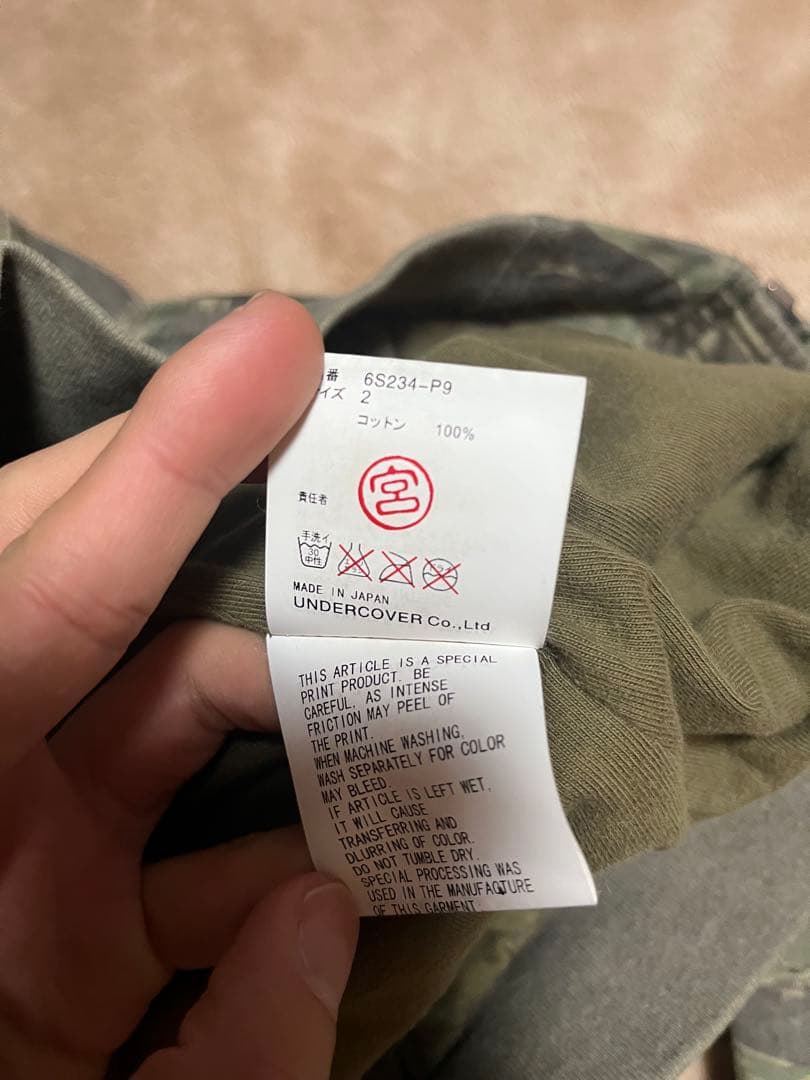 番 6S234-P9
イズ 2
コットン 100%
責任者 宮
手洗イ
30
中性
MADE IN JAPAN
UNDERCOVER Co.,Ltd
THIS ARTICLE IS A SPECIAL
PRINT PRODUCT. BE
CAREFUL, AS INTENSE
FRICTION MAY PEEL OF
THE PRINT.
WHEN MACHINE WASHING,
WASH SEPARATELY FOR COLOR
MAY BLEED.
IF ARTICLE IS LEFT WET,
IT WILL CAUSE
TRANSFERRING AND
DLURRING OF COLOR.
DO NOT TUMBLE DRY.
SPECIAL PROCESSING WAS
USED IN THE MANUFACTURE
OF THIS GARMENT.